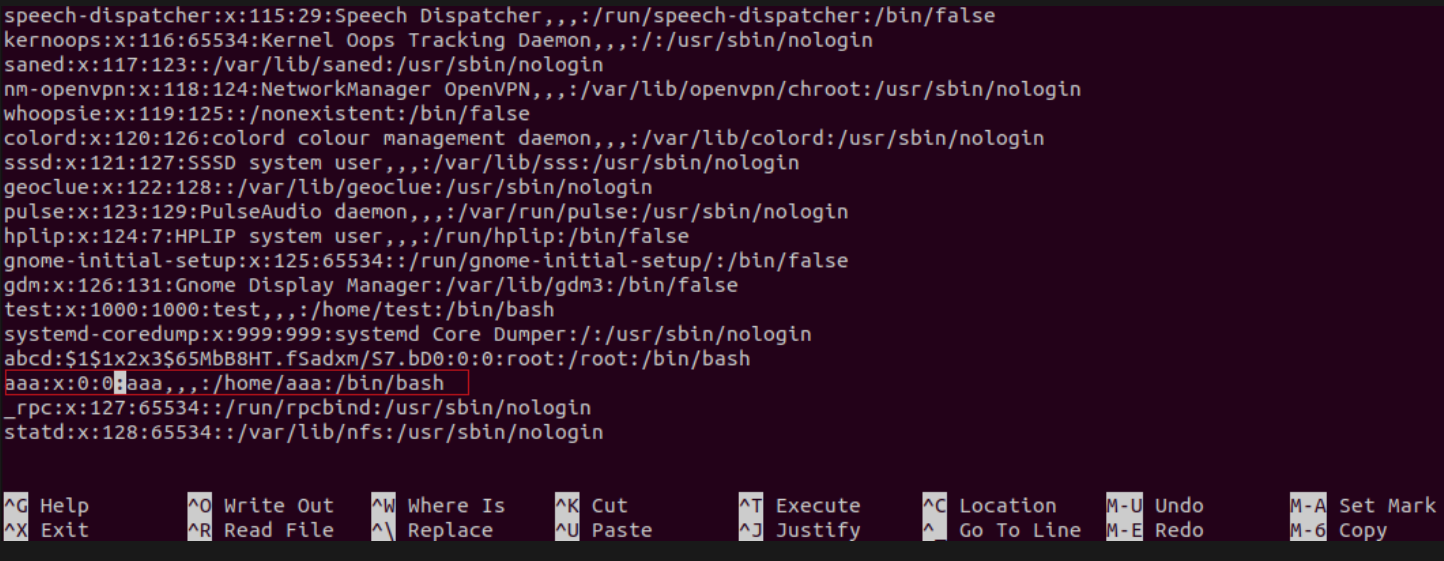 speech-dispatcher:x:115:29:Speech Dispatcher,,,:/run/speech-dispatcher:/bin/false
kernoops:x:116:65534:Kernel Oops Tracking Daemon,,,:/:/usr/sbin/nologin
saned:x:117:123::/var/lib/saned:/usr/sbin/nologin
nm-openvpn:x:118:124:NetworkManager OpenVPN,,,:/var/lib/openvpn/chroot:/usr/sbin/nologin
whoopsie:x:119:125::/nonexistent:/bin/false
colord:x:120:126:colord colour management daemon,,,:/var/lib/colord:/usr/sbin/nologin
sssd:x:121:127:SSSD system user,,,:/var/lib/sss:/usr/sbin/nologin
geoclue:x:122:128::/var/lib/geoclue:/usr/sbin/nologin
pulse:x:123:129:PulseAudio daemon,,,:/var/run/pulse:/usr/sbin/nologin
hplip:x:124:7:HPLIP system user,,,:/run/hplip:/bin/false
gnome-initial-setup:x:125:65534::/run/gnome-initial-setup/:/bin/false
gdm:x:126:131:Gnome Display Manager:/var/lib/gdm3:/bin/false
test:x:1000:1000:test,,,:/home/test:/bin/bash
systemd-coredump:x:999:999:systemd Core Dumper:/:/usr/sbin/nologin
abcd:$1$1x2x3$65MbB8HT.fSadxm/S7.bD0:0:0:root:/root:/bin/bash
aaa:x:0:0:aaa,,,:/home/aaa:/bin/bash
_rpc:x:127:65534::/run/rpcbind:/usr/sbin/nologin
statd:x:128:65534::/var/lib/nfs:/usr/sbin/nologin
^G Help ^O Write Out ^W Where Is ^K Cut ^T Execute ^C Location M-U Undo M-A Set Mark
^X Exit ^R Read File ^\ Replace ^U Paste ^J Justify ^_ Go To Line M-E Redo M-6 Copy